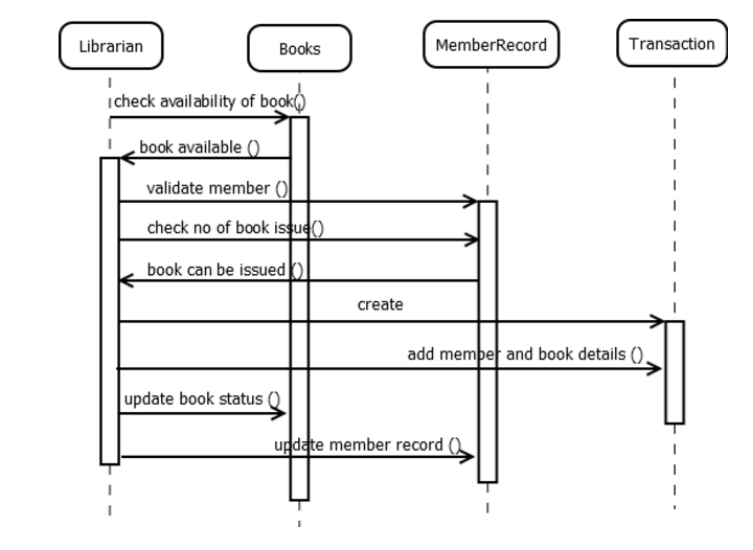 Librarian
Books
MemberRecord
Transaction
check availability of book()
book available ()
validate member ()
check no of book issue()
book can be issued ()
create
add member and book details ()
update book status ()
update member record ()